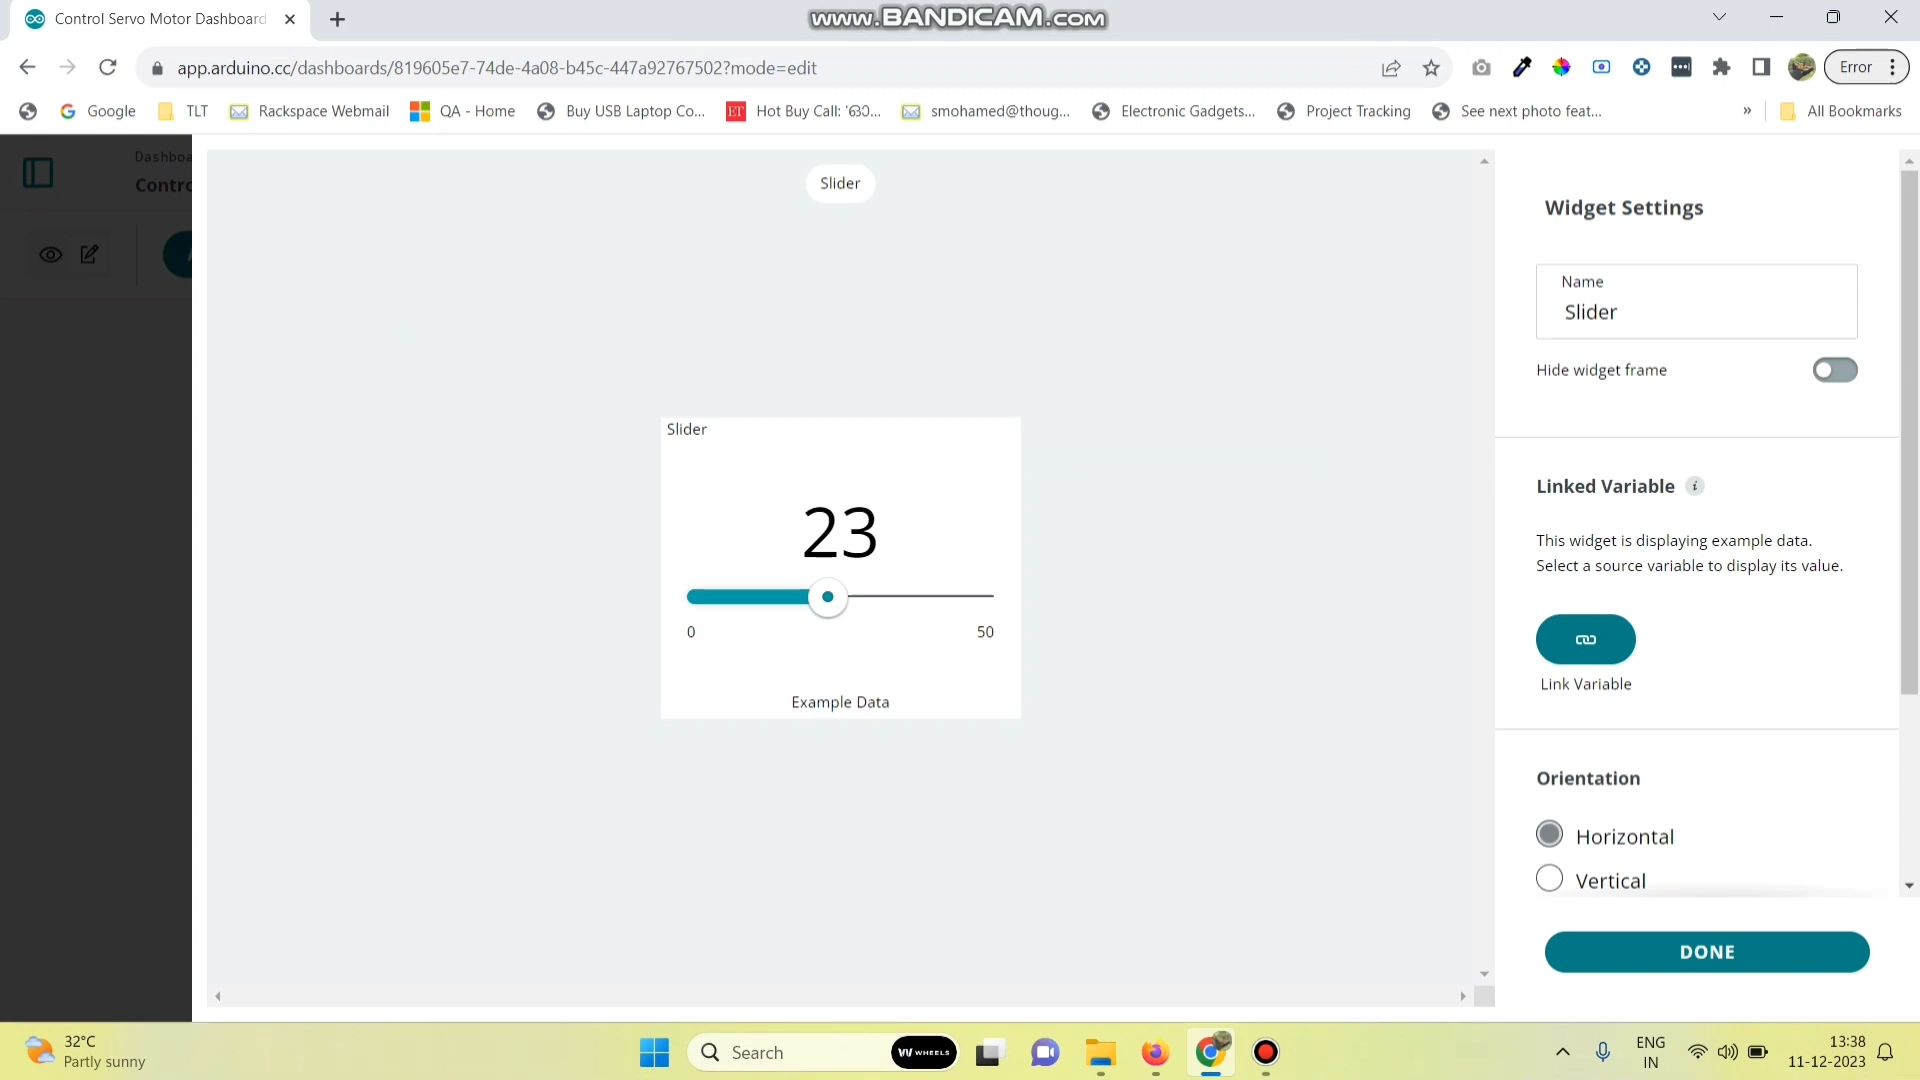 Control Servo Motor Dashboard
www.BANDICAM.com
app.arduino.cc/dashboards/819605e7-74de-4a08-b45c-447a92767502?mode=edit
Error
Google
TLT
Rackspace Webmail
QA - Home
Buy USB Laptop Co...
ET
smohamed@thoug...
Electronic Gadgets...
Project Tracking
See next photo feat...
»
All Bookmarks
Dashboa
Contro
Slider
Widget Settings
Name
Slider
Hide widget frame
Slider
23
0
50
Example Data
Linked Variable i
This widget is displaying example data.
Select a source variable to display its value.
Link Variable
Orientation
Horizontal
Vertical
DONE
32°C
Partly sunny
Search
WHEELS
ENG
IN
13:38
11-12-2023